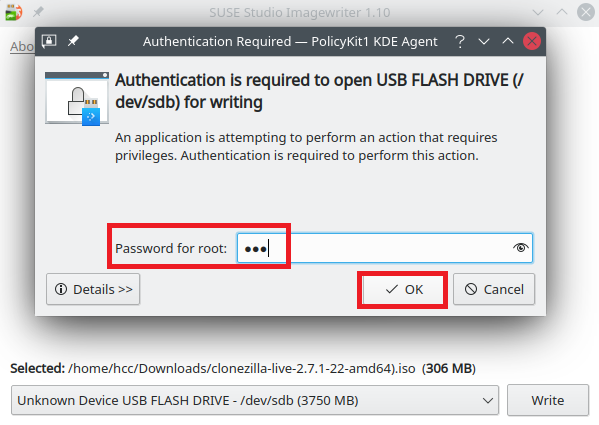 SUSE Studio Imagewriter 1.10
Authentication Required — PolicyKit1 KDE Agent
Abo
Authentication is required to open USB FLASH DRIVE (/
dev/sdb) for writing
An application is attempting to perform an action that requires
privileges. Authentication is required to perform this action.
Password for root: ●●●
Details >> OK Cancel
Selected: /home/hcc/Downloads/clonezilla-live-2.7.1-22-amd64).iso (306 MB)
Unknown Device USB FLASH DRIVE - /dev/sdb (3750 MB) Write